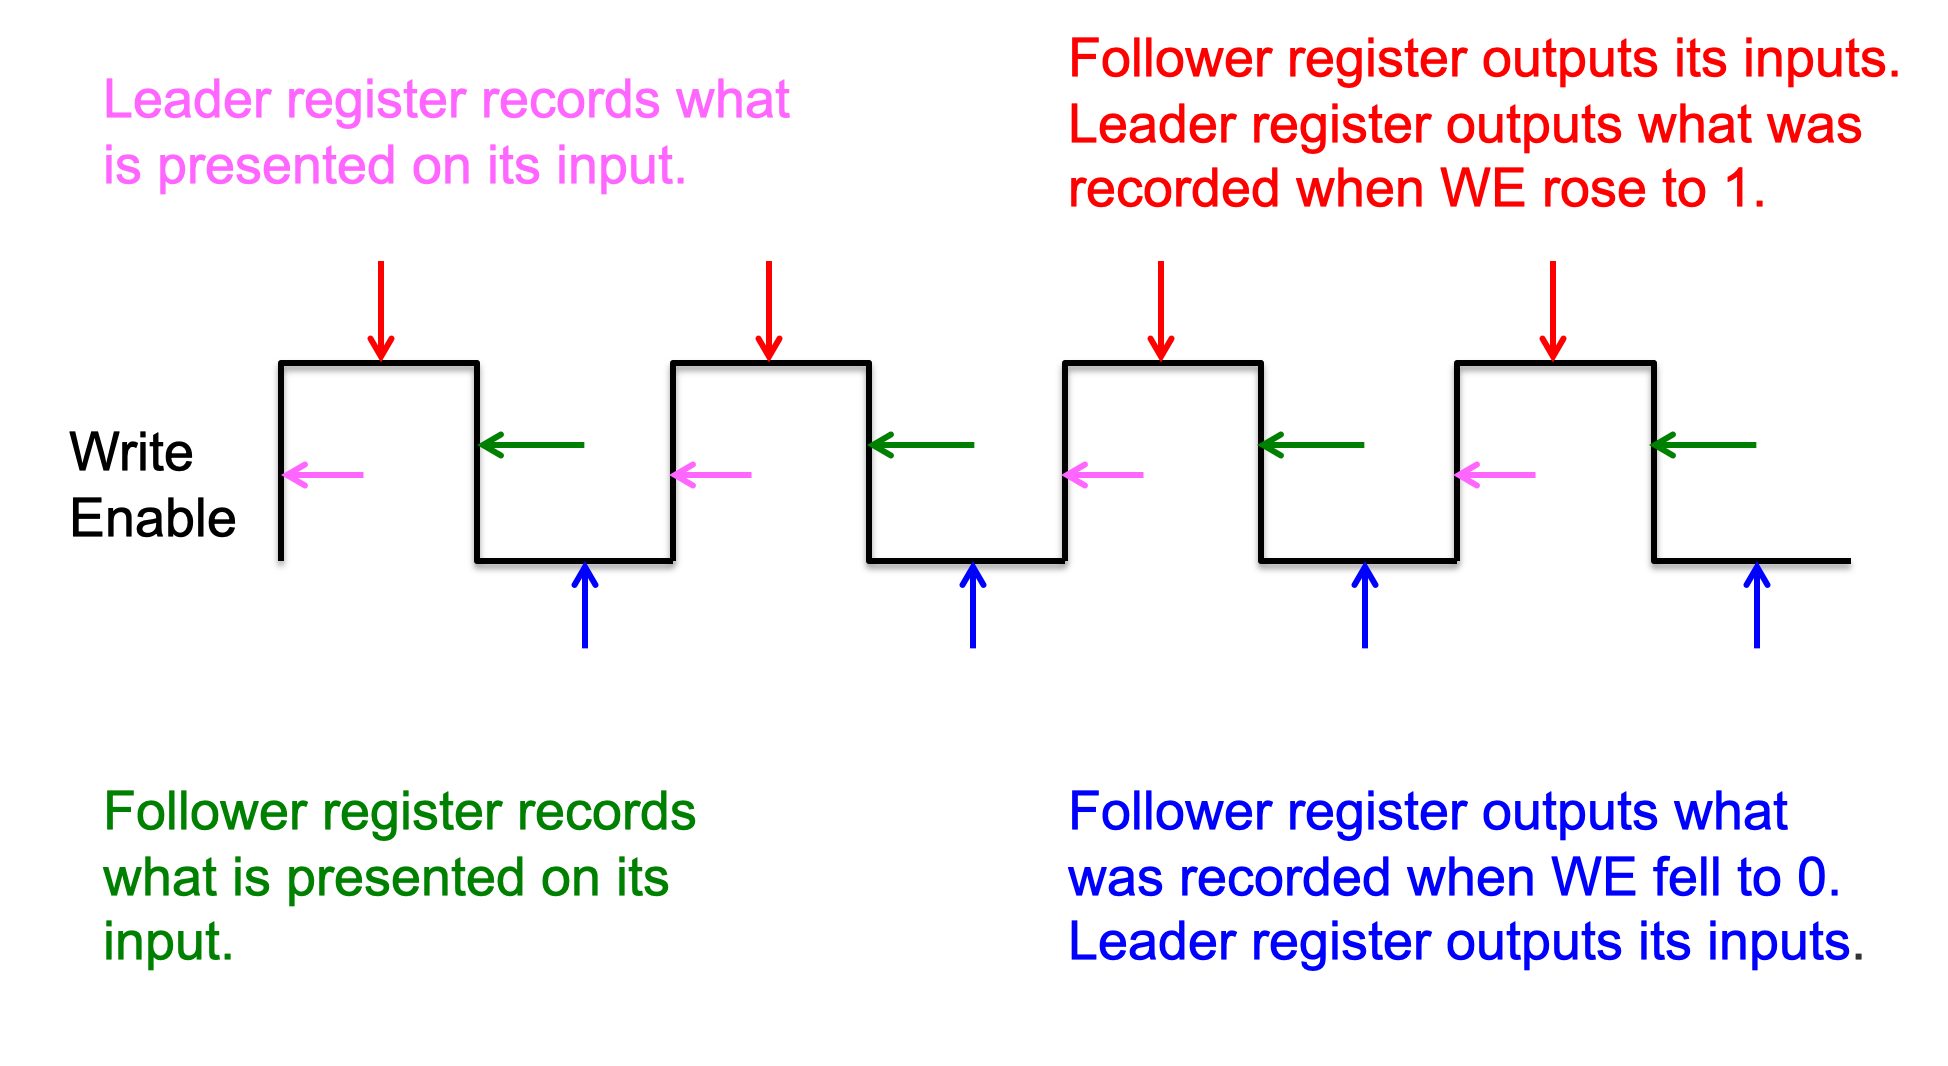 Leader register records what
is presented on its input.
Follower register outputs its inputs.
Leader register outputs what was
recorded when WE rose to 1.
Write
Enable
Follower register records
what is presented on its
input.
Follower register outputs what
was recorded when WE fell to 0.
Leader register outputs its inputs.